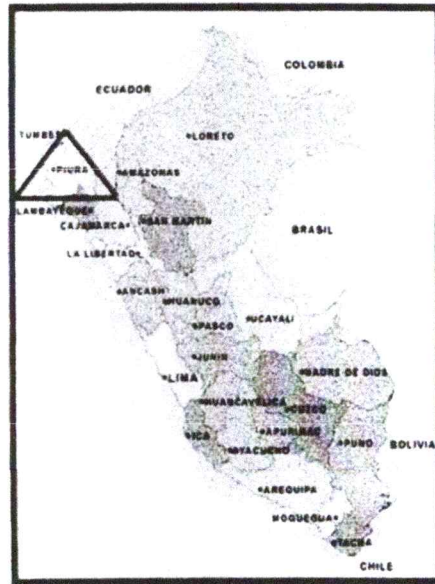 COLOMBIA
ECUADOR
TUMBES
LORETO
PIURA
AMAZONAS
LAMBAYEQUE
SAN MARTIN
CAJAMARCA
BRASIL
LA LIBERTAD
ANCASH
HUANUCO
UCAYALI
PASCO
JUNIN
LIMA
MADRE DE DIOS
HUANCAVELICA
CUZCO
ICA
APURIMAC
PUNO
BOLIVIA
AYACUCHO
AREQUIPA
MOQUEGUA
TACNA
CHILE